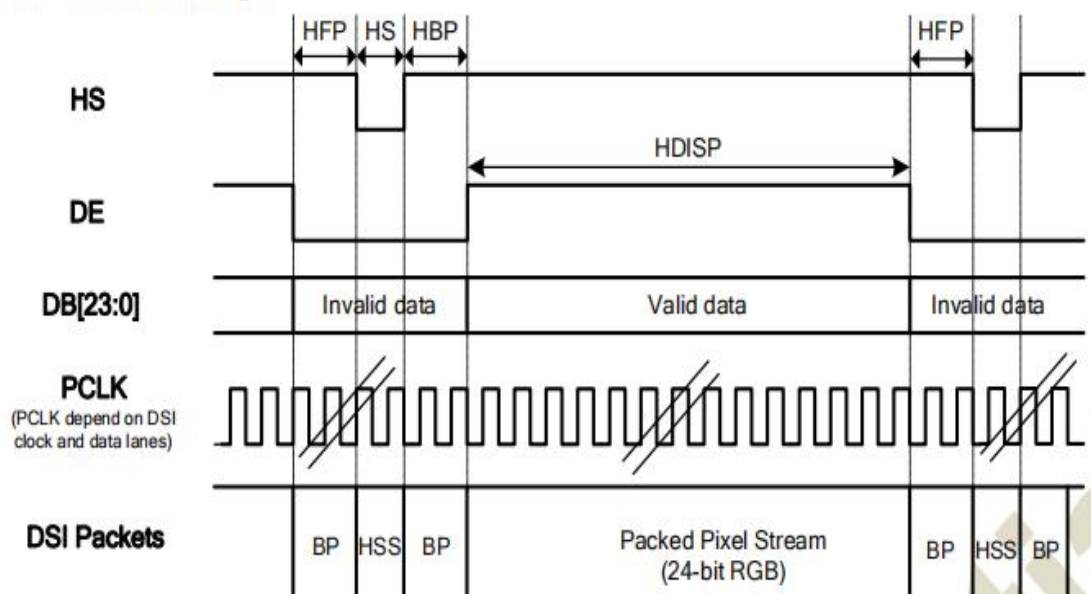 HFP HS HBP HFP
HS
HDISP
DE
DB[23:0] Invalid data Valid data Invalid data
PCLK
(PCLK depend on DSI
clock and data lanes)
DSI Packets BP HSS BP Packed Pixel Stream BP HSS BP
(24-bit RGB)